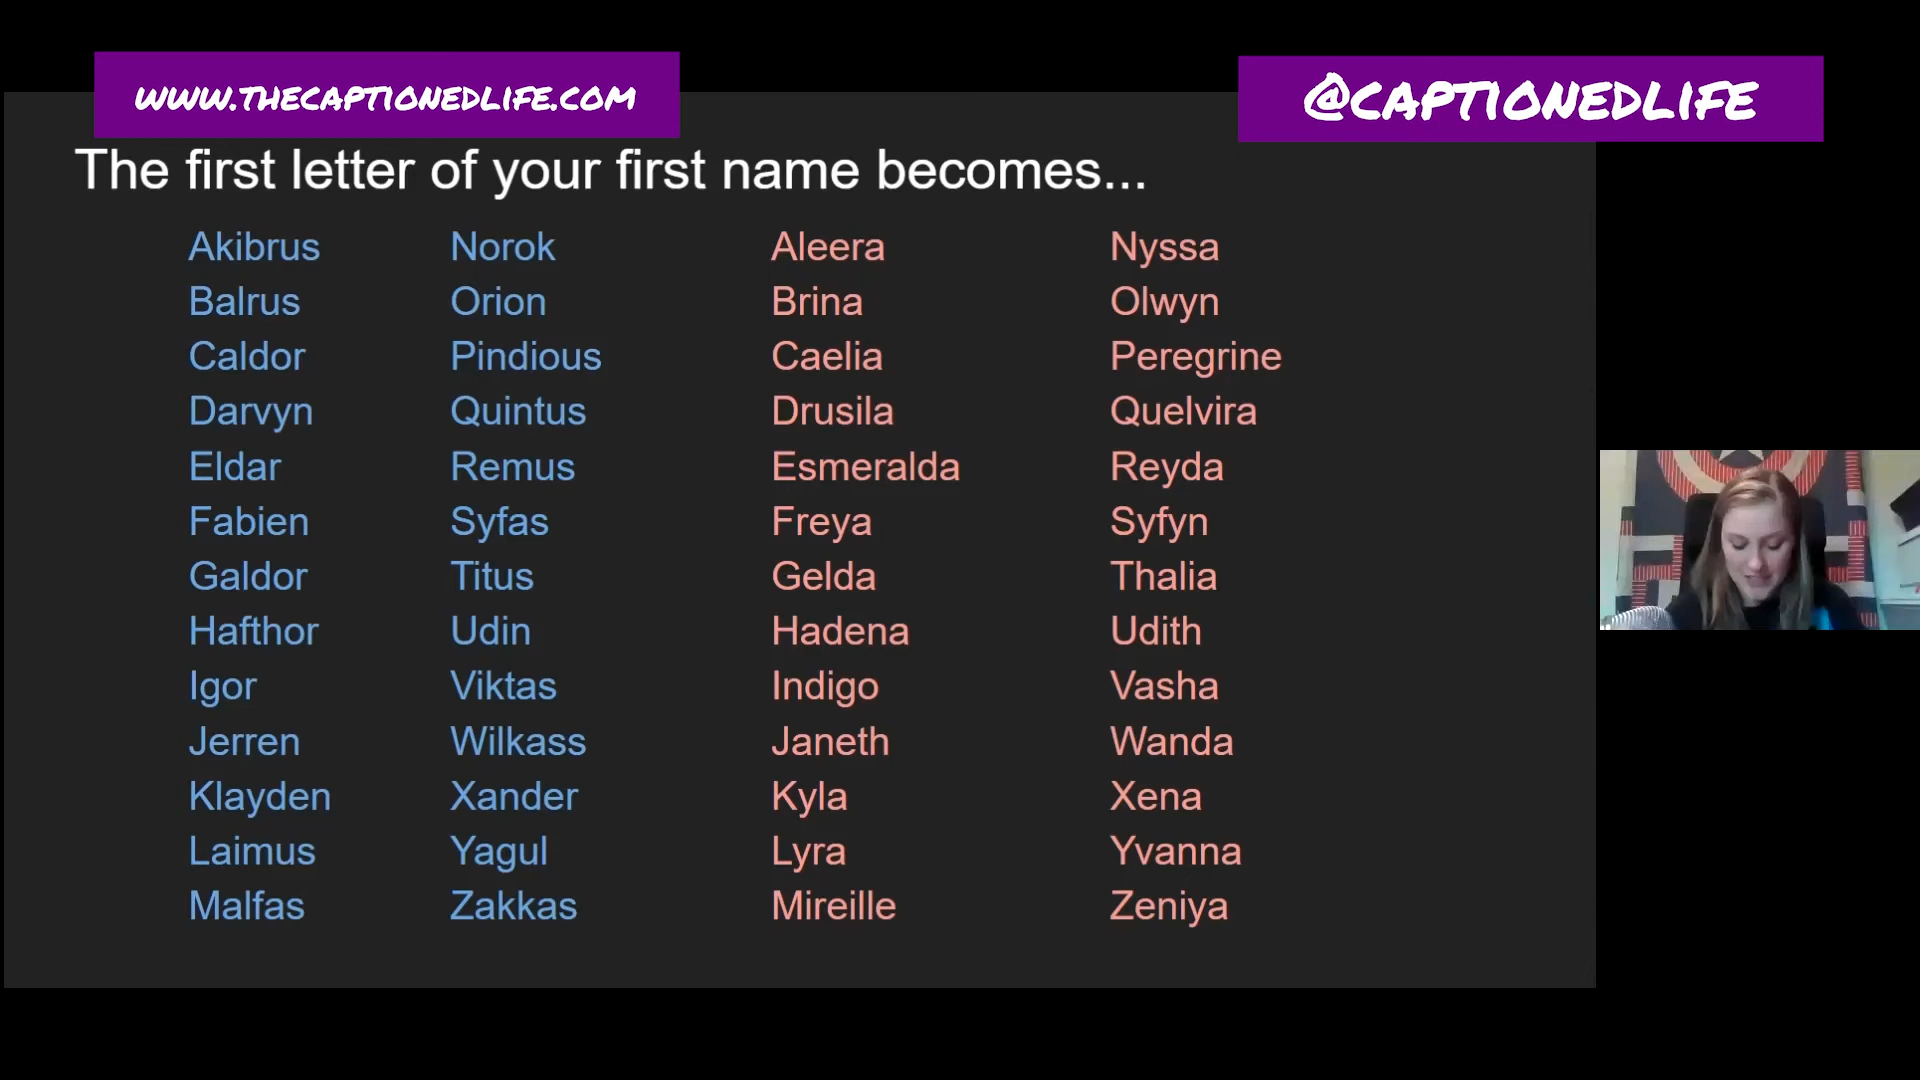 www.thecaptionedlife.com
@captionedlife
The first letter of your first name becomes...
Akibrus Norok Aleera Nyssa
Balrus Orion Brina Olwyn
Caldor Pindious Caelia Peregrine
Darvyn Quintus Drusila Quelvira
Eldar Remus Esmeralda Reyda
Fabien Syfas Freya Syfyn
Galdor Titus Gelda Thalia
Hafthor Udin Hadena Udith
Igor Viktas Indigo Vasha
Jerren Wilkass Janeth Wanda
Klayden Xander Kyla Xena
Laimus Yagul Lyra Yvanna
Malfas Zakkas Mireille Zeniya